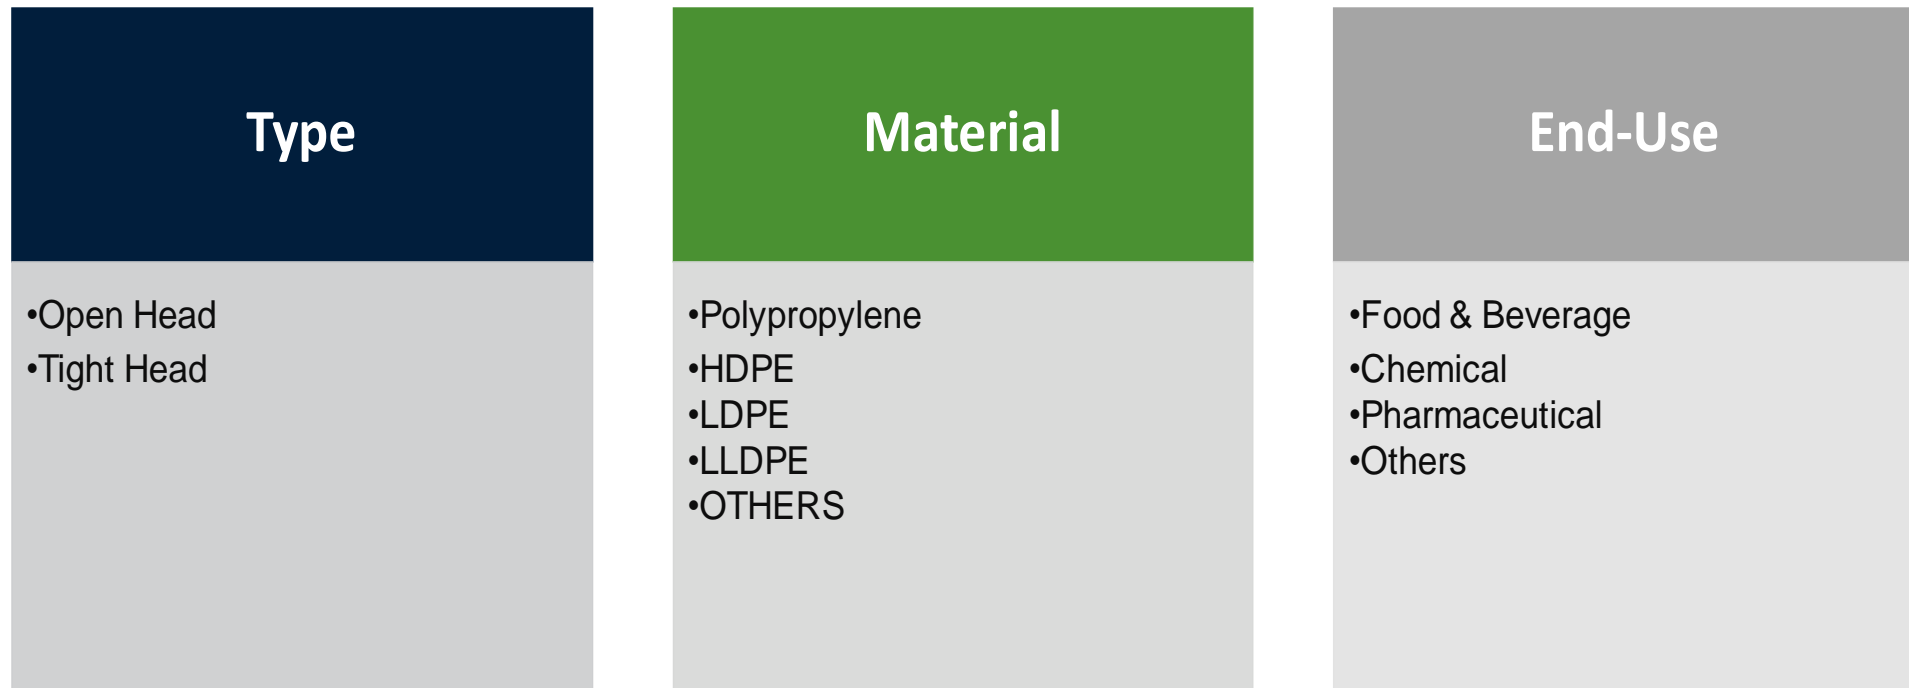 Type
•Open Head
•Tight Head
Material
•Polypropylene
•HDPE
•LDPE
•LLDPE
•OTHERS
End-Use
•Food & Beverage
•Chemical
•Pharmaceutical
•Others